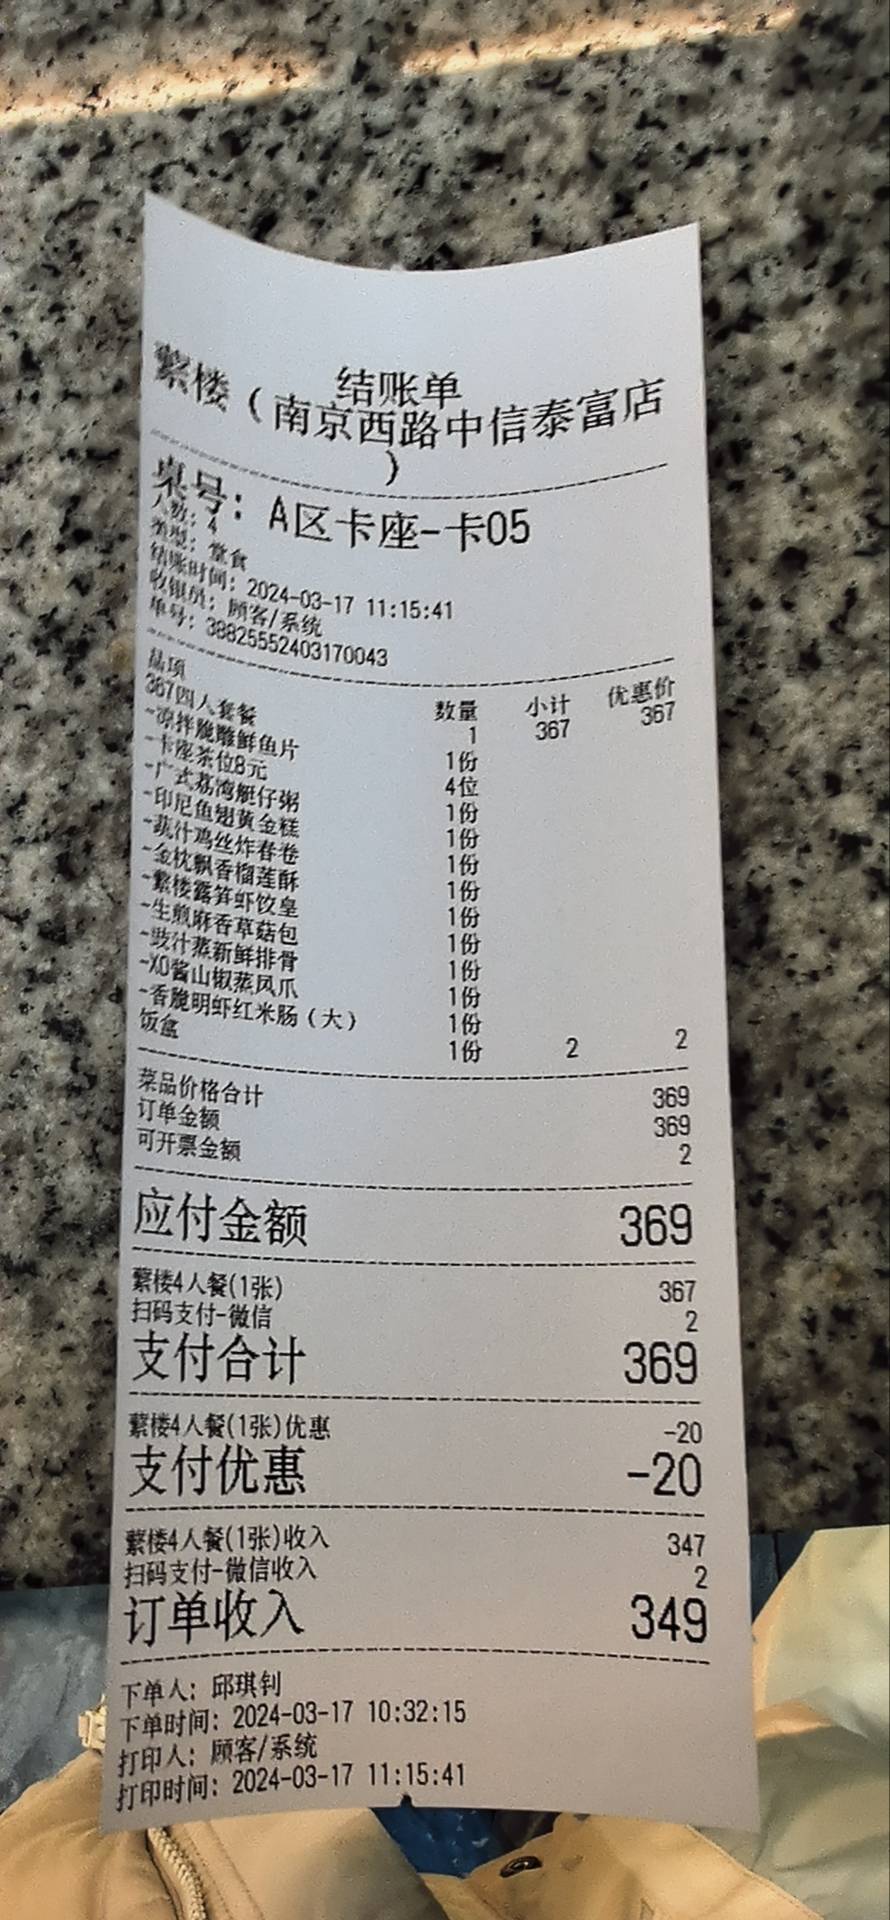 结账单
蘩楼（南京西路中信泰富店
）
桌号：A区卡座-卡05
人数：4
类型：堂食
结账时间：2024-03-17 11:15:41
收银员：顾客/系统
单号：38825552403170043
品项 数量 小计 优惠价
367四人套餐 1 367 367
-凉拌脆雕鲜鱼片 1份
-卡座茶位8元 4位
-广式荔湾艇仔粥 1份
-印尼鱼翅黄金糕 1份
-蔬汁鸡丝炸春卷 1份
-金枕飘香榴莲酥 1份
-蘩楼露笋虾饺皇 1份
-生煎麻香草菇包 1份
-豉汁蒸新鲜排骨 1份
-XO酱山椒蒸凤爪 1份
-香脆明虾红米肠（大） 1份
饭盒 1份 2 2
菜品价格合计 369
订单金额 369
可开票金额 2
应付金额 369
蘩楼4人餐(1张) 367
扫码支付-微信 2
支付合计 369
蘩楼4人餐(1张)优惠 -20
支付优惠 -20
蘩楼4人餐(1张)收入 347
扫码支付-微信收入 2
订单收入 349
下单人：邱琪钊
下单时间：2024-03-17 10:32:15
打印人：顾客/系统
打印时间：2024-03-17 11:15:41